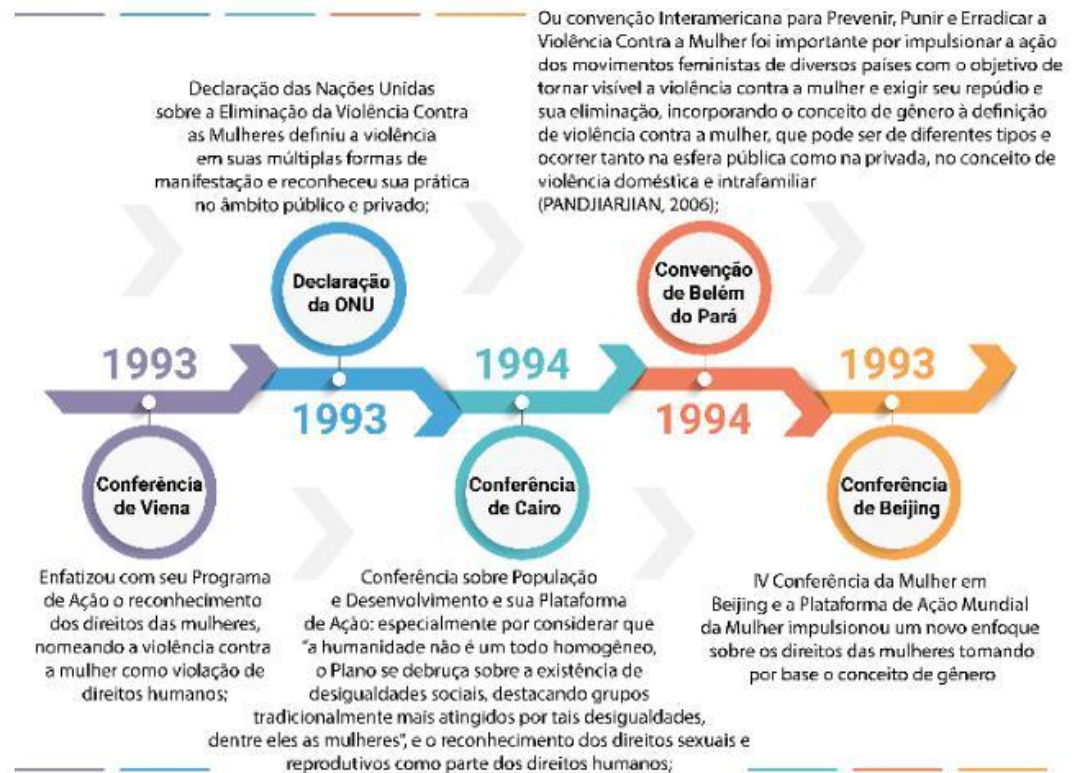 Ou convenção Interamericana para Prevenir, Punir e Erradicar a
Violência Contra a Mulher foi importante por impulsionar a ação
dos movimentos feministas de diversos países com o objetivo de
tornar visível a violência contra a mulher e exigir seu repúdio e
sua eliminação, incorporando o conceito de gênero à definição
de violência contra a mulher, que pode ser de diferentes tipos e
ocorrer tanto na esfera pública como na privada, no conceito de
violência doméstica e intrafamiliar
(PANDJIARJIAN, 2006);
Declaração das Nações Unidas
sobre a Eliminação da Violência Contra
as Mulheres definiu a violência
em suas múltiplas formas de
manifestação e reconheceu sua prática
no âmbito público e privado;
Declaração
da ONU
Convenção
de Belém
do Pará
1993
1993
1994
1994
1993
Conferência
de Viena
Conferência
de Cairo
Conferência
de Beijing
Enfatizou com seu Programa
de Ação o reconhecimento
dos direitos das mulheres,
nomeando a violência contra
a mulher como violação de
direitos humanos;
Conferência sobre População
e Desenvolvimento e sua Plataforma
de Ação: especialmente por considerar que
"a humanidade não é um todo homogêneo,
o Plano se debruça sobre a existência de
desigualdades sociais, destacando grupos
tradicionalmente mais atingidos por tais desigualdades,
dentre eles as mulheres", e o reconhecimento dos direitos sexuais e
reprodutivos como parte dos direitos humanos;
IV Conferência da Mulher em
Beijing e a Plataforma de Ação Mundial
da Mulher impulsionou um novo enfoque
sobre os direitos das mulheres tomando
por base o conceito de gênero